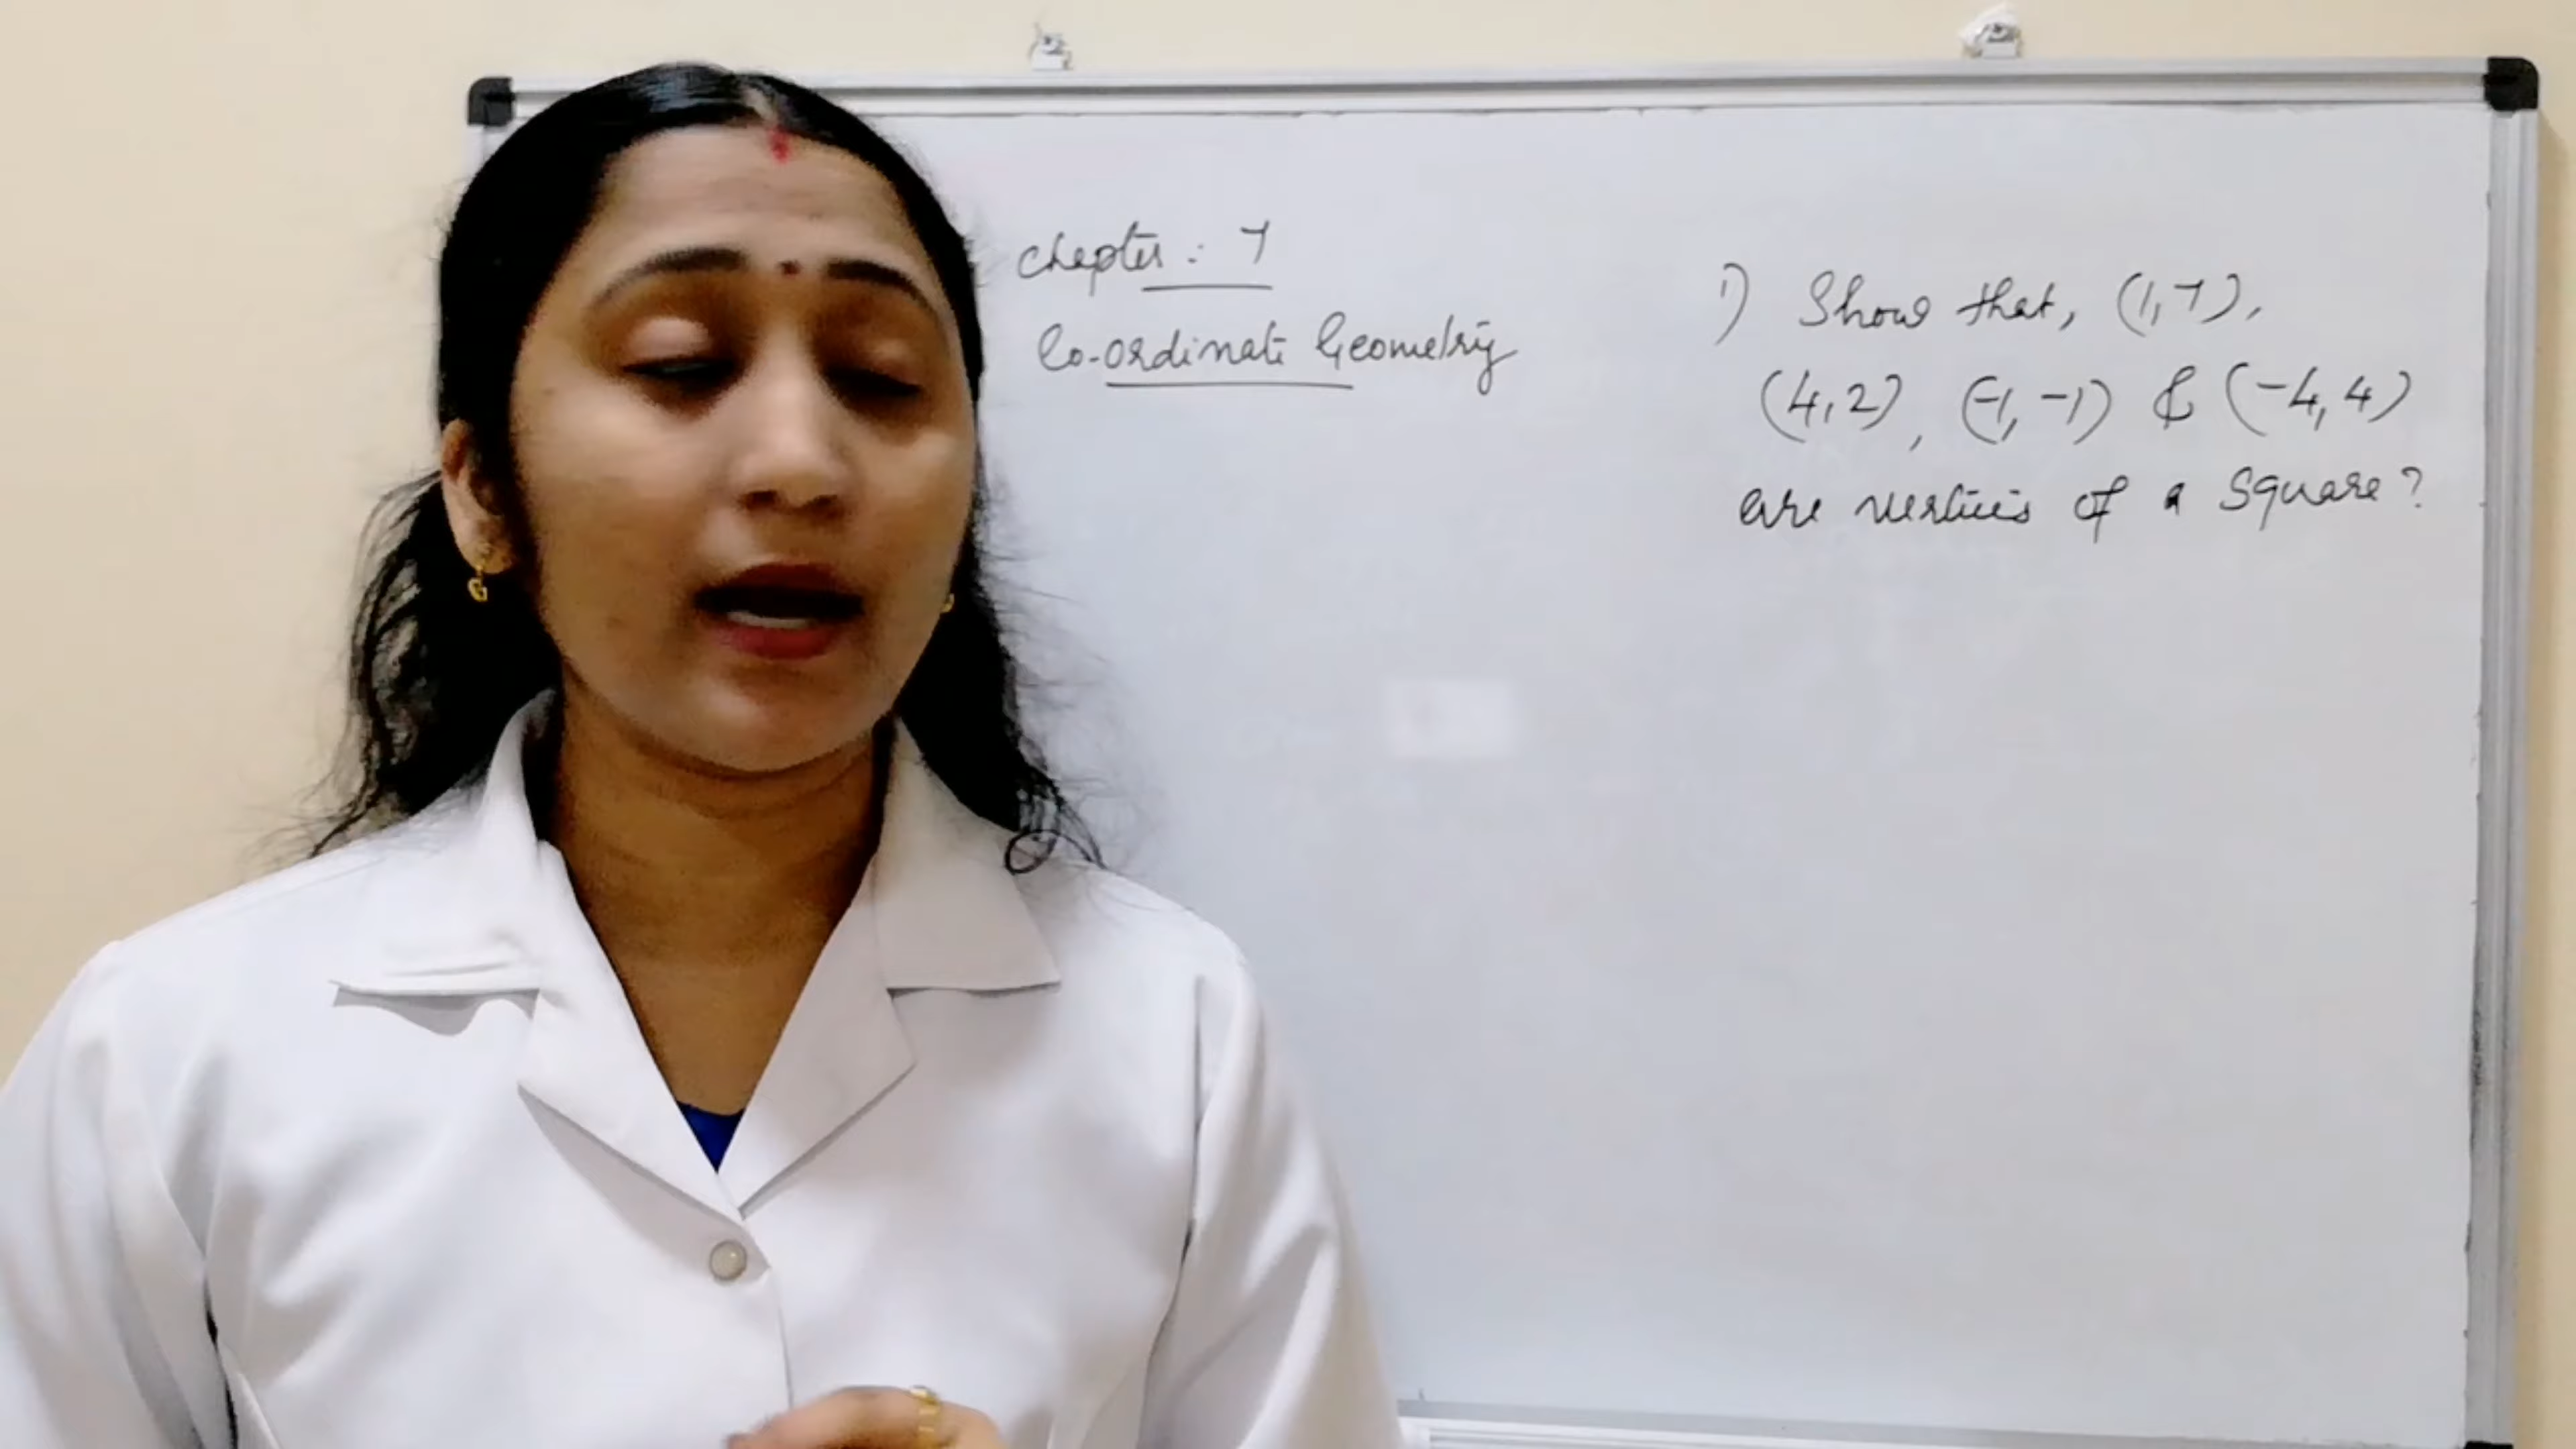 Chapter : 7
Co-ordinate Geometry
1) Show that, (1,7),
(4,2), (-1,-1) & (-4,4)
are vertices of a square?